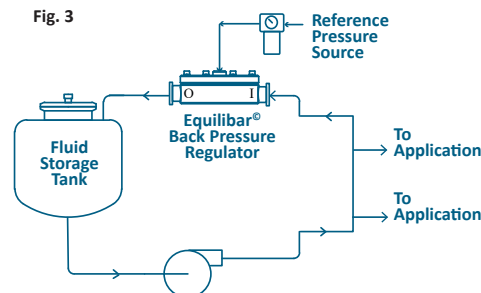 Fig. 3
Reference
Pressure
Source
O
I
Equilibar©
Back Pressure
Regulator
Fluid
Storage
Tank
To
Application
To
Application